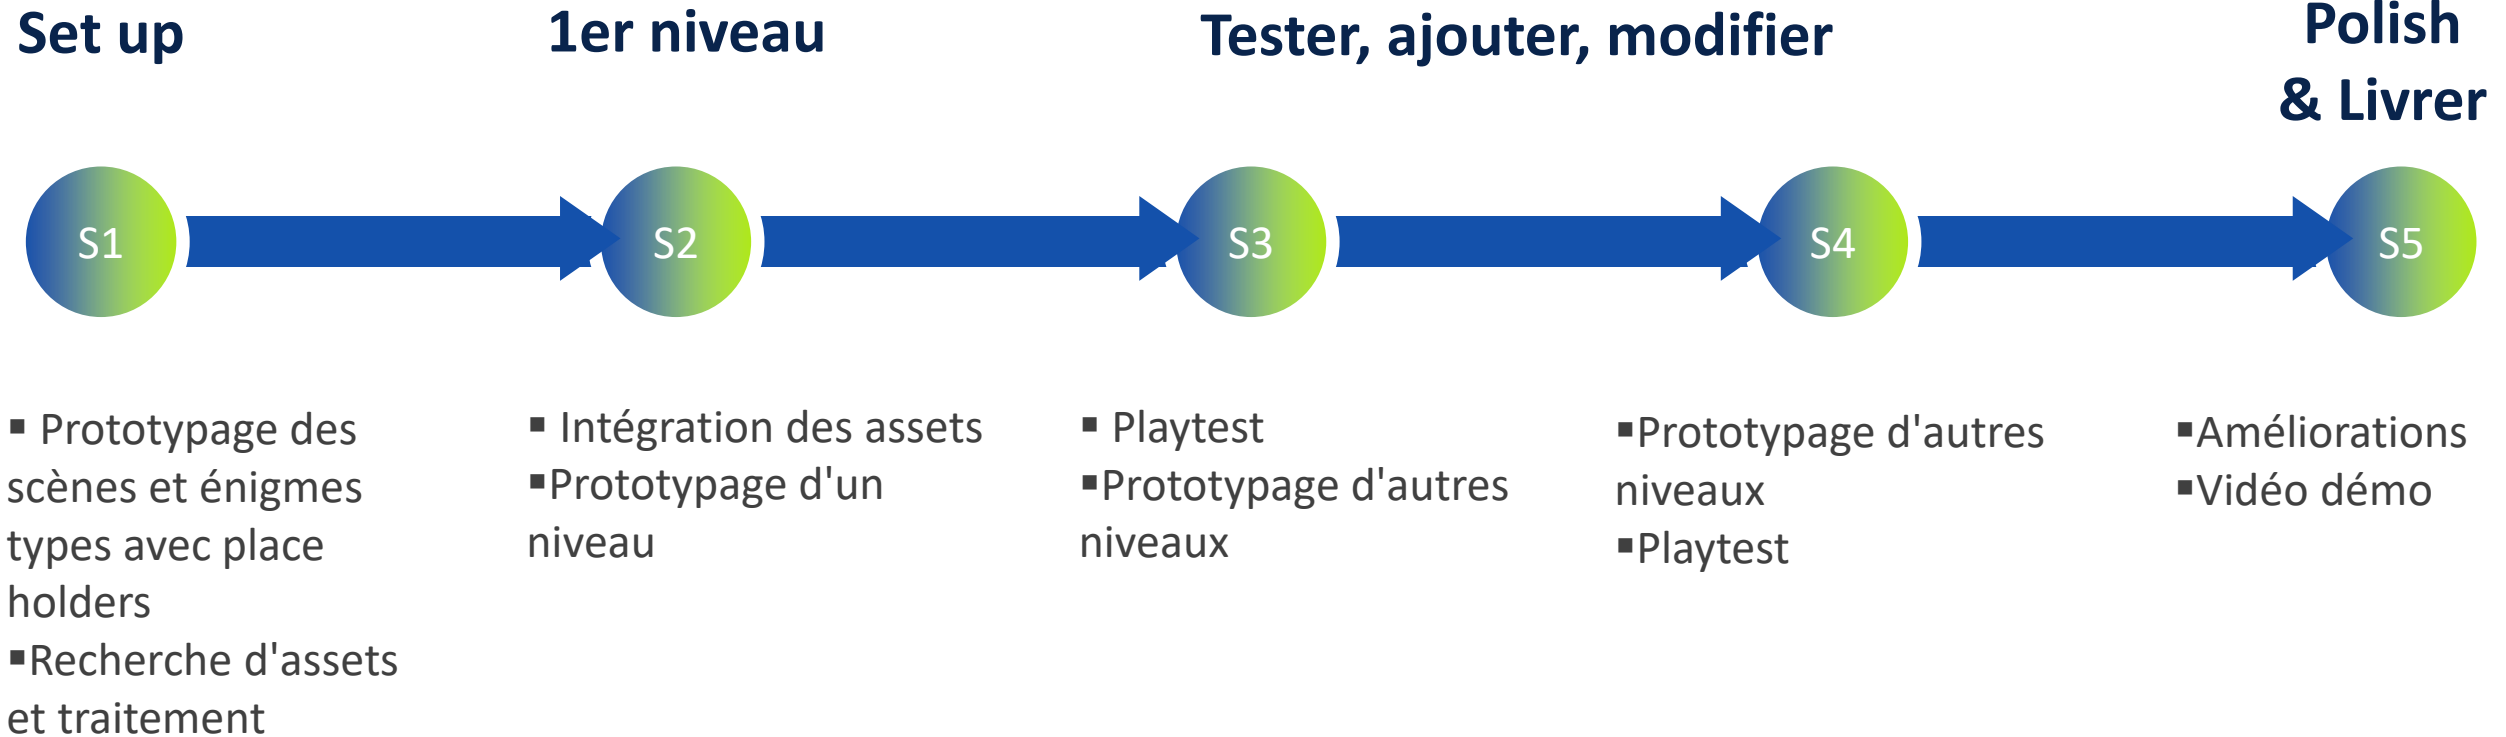 Set up
1er niveau
Tester, ajouter, modifier
Polish
& Livrer
S1
S2
S3
S4
S5
▪ Prototypage des
scènes et énigmes
types avec place
holders
▪Recherche d'assets
et traitement
▪ Intégration des assets
▪Prototypage d'un
niveau
▪ Playtest
▪Prototypage d'autres
niveaux
▪Prototypage d'autres
niveaux
▪Playtest
▪Améliorations
▪Vidéo démo